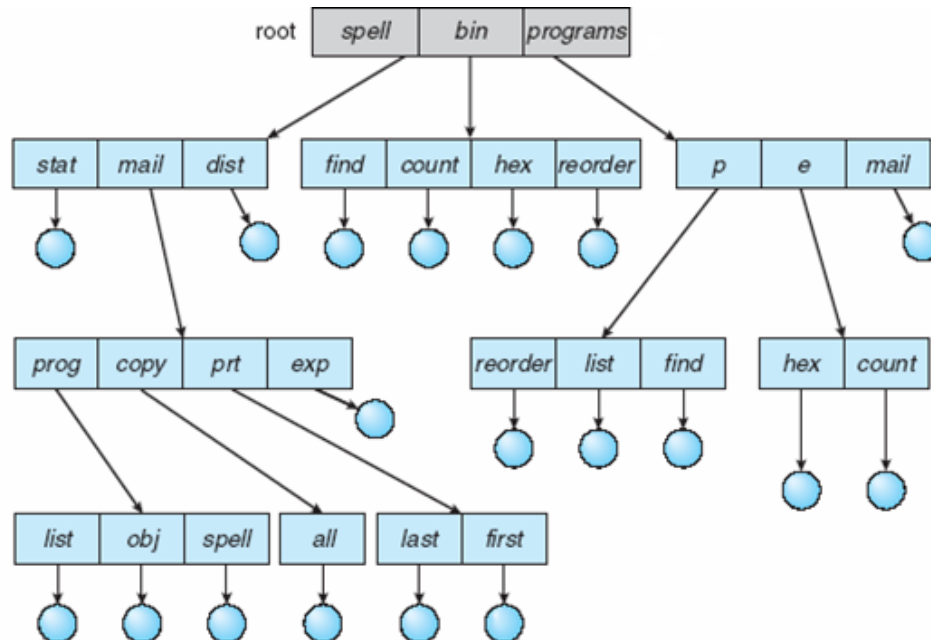 root spell bin programs
stat mail dist find count hex reorder p e mail
prog copy prt exp reorder list find hex count
list obj spell all last first